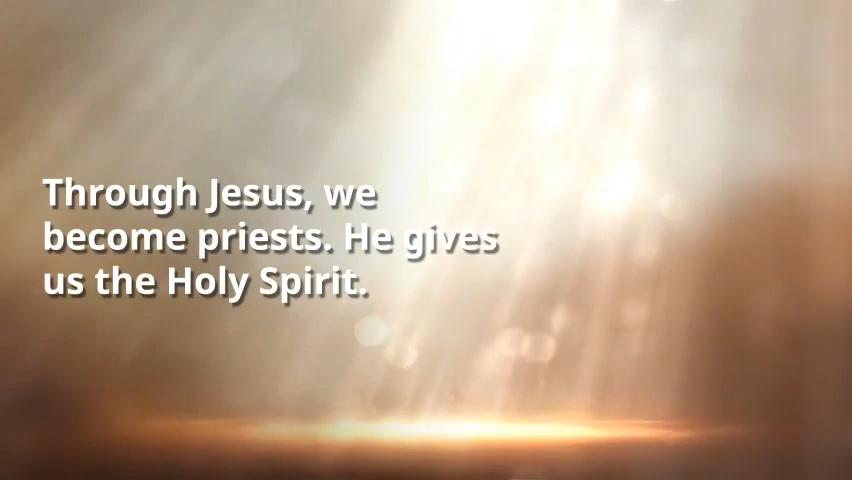 Through Jesus, we
become priests. He gives
us the Holy Spirit.